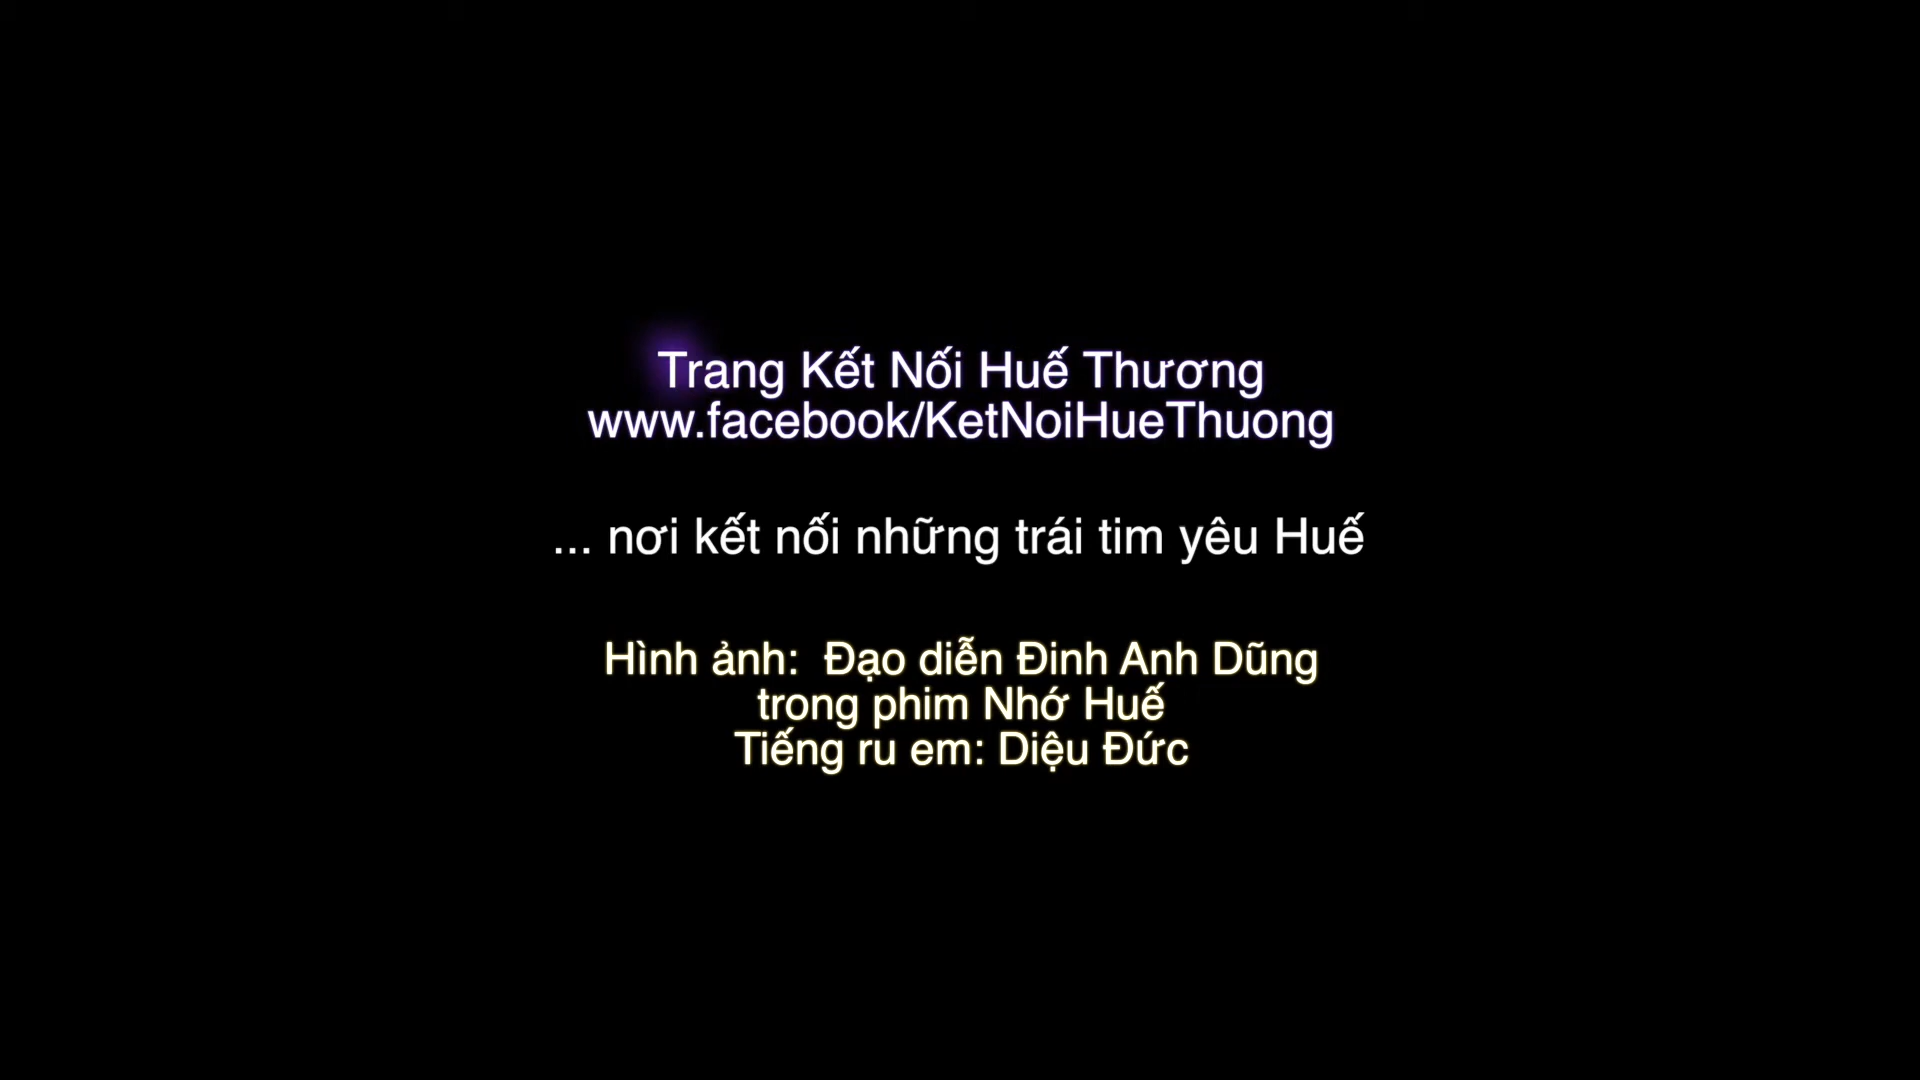 Trang Kết Nối Huế Thương
www.facebook/KetNoiHueThuong
... nơi kết nối những trái tim yêu Huế
Hình ảnh: Đạo diễn Đinh Anh Dũng
trong phim Nhớ Huế
Tiếng ru em: Diệu Đức